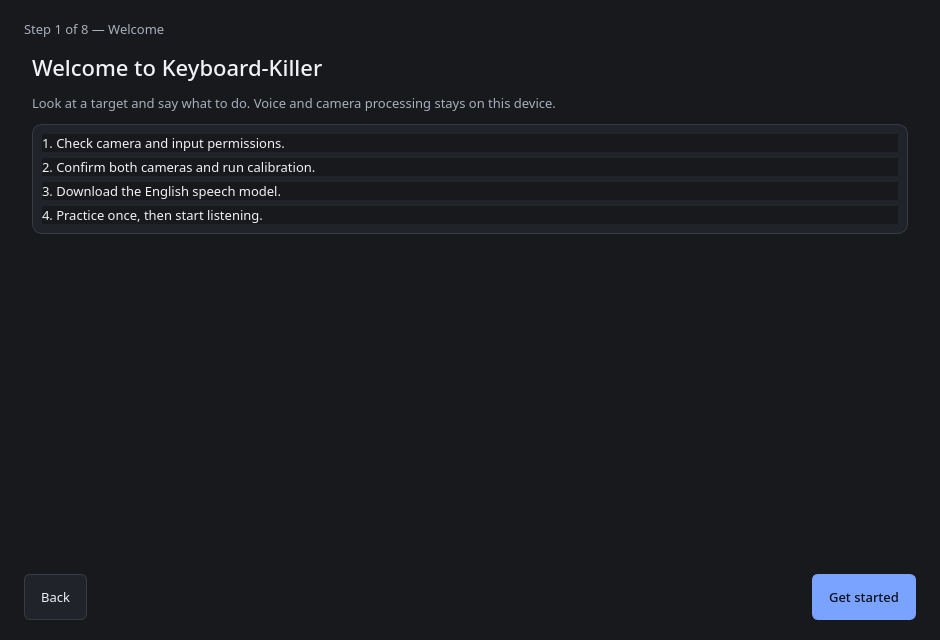 Step 1 of 8 — Welcome
Welcome to Keyboard-Killer
Look at a target and say what to do. Voice and camera processing stays on this device.
1. Check camera and input permissions.
2. Confirm both cameras and run calibration.
3. Download the English speech model.
4. Practice once, then start listening.
Back
Get started